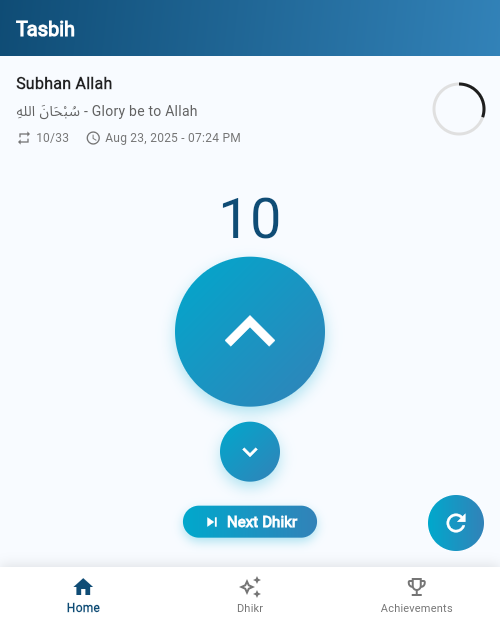 Tasbih
Subhan Allah
سُبْحَانَ اللهِ - Glory be to Allah
10/33 Aug 23, 2025 - 07:24 PM
10
Next Dhikr
Home Dhikr Achievements